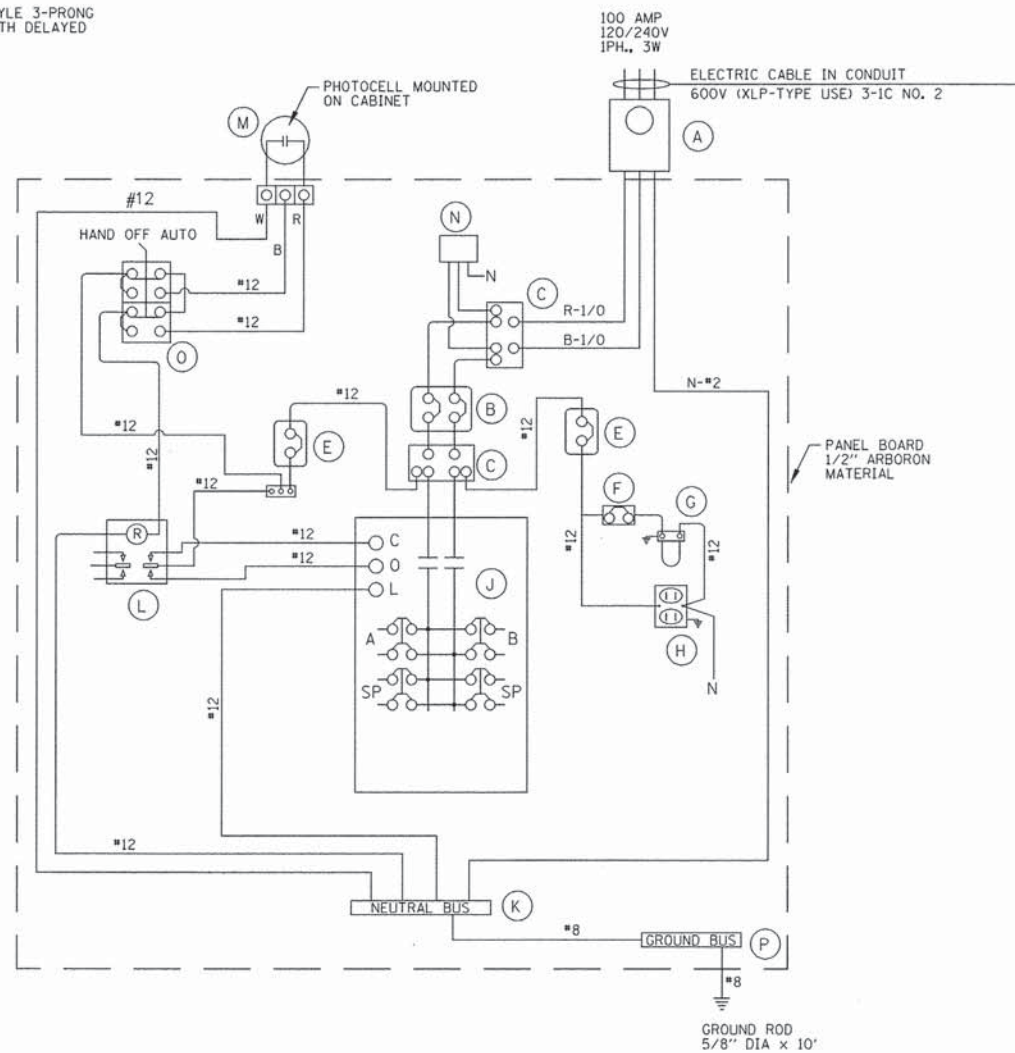 YLE 3-PRONG
TH DELAYED
100 AMP
120/240V
1PH., 3W
ELECTRIC CABLE IN CONDUIT
600V (XLP-TYPE USE) 3-1C NO. 2
PHOTOCELL MOUNTED
ON CABINET
M
A
#12
W
R
B
HAND OFF AUTO
N
N
#12
C
#12
R-1/0
B-1/0
O
N-#2
#12
B
#12
E
E
#12
#12
C
PANEL BOARD
1/2" ARBORON
MATERIAL
#12
F
G
R
#12
C
#12
#12
#12
O
L
J
L
A
B
H
SP
SP
N
#12
#12
NEUTRAL BUS
K
#8
GROUND BUS
P
#8
GROUND ROD
5/8" DIA x 10'